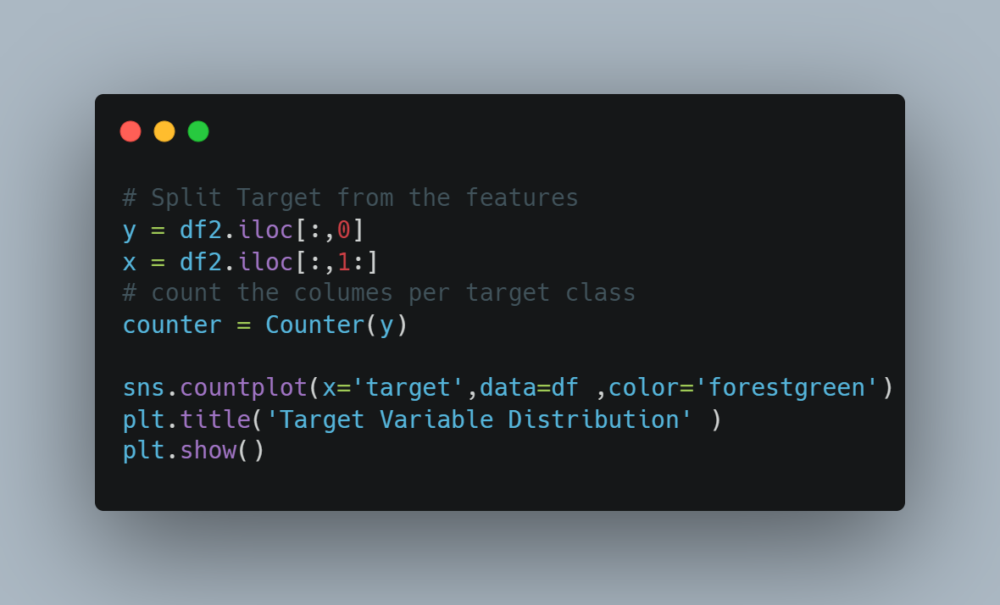 # Split Target from the features
y = df2.iloc[:,0]
x = df2.iloc[:,1:]
# count the columes per target class
counter = Counter(y)
sns.countplot(x='target',data=df ,color='forestgreen')
plt.title('Target Variable Distribution' )
plt.show()